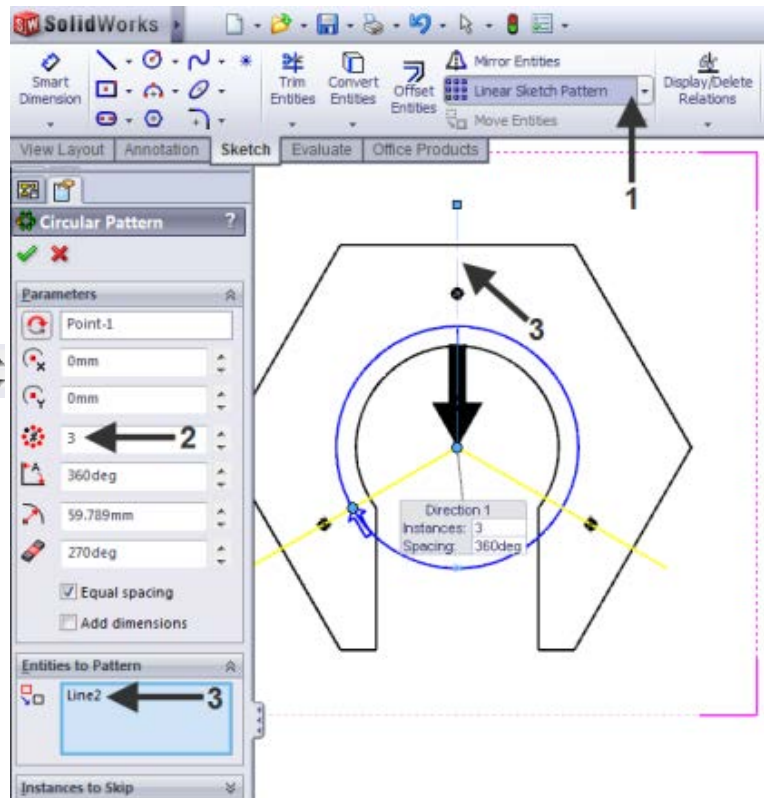 SolidWorks
Smart Dimension
Trim Entities
Convert Entities
Offset Entities
Mirror Entities
Linear Sketch Pattern
Move Entities
Display/Delete Relations
View Layout
Annotation
Sketch
Evaluate
Office Products
1
Circular Pattern ?
Parameters
Point-1
0mm
0mm
3
2
360deg
59.789mm
270deg
Equal spacing
Add dimensions
Entities to Pattern
Line2
3
Instances to Skip
3
Direction 1
Instances: 3
Spacing: 360deg